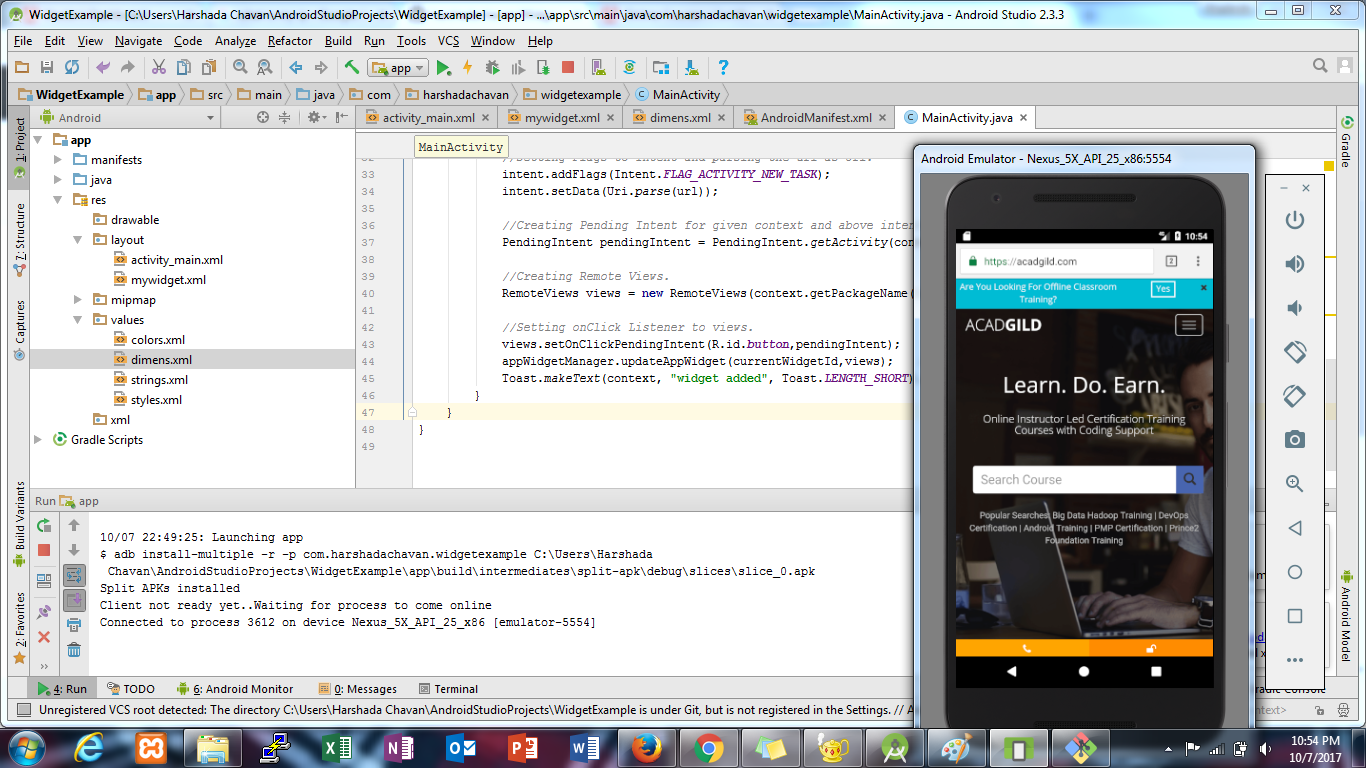 WidgetExample - [C:\Users\Harshada Chavan\AndroidStudioProjects\WidgetExample] - [app] - ...\app\src\main\java\com\harshadachavan\widgetexample\MainActivity.java - Android Studio 2.3.3
File Edit View Navigate Code Analyze Refactor Build Run Tools VCS Window Help
app
WidgetExample app src main java com harshadachavan widgetexample MainActivity
Android
activity_main.xml mywidget.xml dimens.xml AndroidManifest.xml MainActivity.java
1: Project
7: Structure
Captures
Build Variants
2: Favorites
app
manifests
java
res
drawable
layout
activity_main.xml
mywidget.xml
mipmap
values
colors.xml
dimens.xml
strings.xml
styles.xml
xml
Gradle Scripts
MainActivity
33 intent.addFlags(Intent.FLAG_ACTIVITY_NEW_TASK);
34 intent.setData(Uri.parse(url));
35
36 //Creating Pending Intent for given context and above inten
37 PendingIntent pendingIntent = PendingIntent.getActivity(con
38
39 //Creating Remote Views.
40 RemoteViews views = new RemoteViews(context.getPackageName(
41
42 //Setting onClick Listener to views.
43 views.setOnClickPendingIntent(R.id.button,pendingIntent);
44 appWidgetManager.updateAppWidget(currentWidgetId,views);
45 Toast.makeText(context, "widget added", Toast.LENGTH_SHORT)
46 }
47 }
48 }
49
Android Emulator - Nexus_5X_API_25_x86:5554
10:54
https://acadgild.com
2
Are You Looking For Offline Classroom
Training?
Yes
ACADGILD
Learn. Do. Earn.
Online Instructor Led Certification Training
Courses with Coding Support
Search Course
Popular Searches: Big Data Hadoop Training | DevOps
Certification | Android Training | PMP Certification | Prince2
Foundation Training
Gradle
Android Model
Run app
10/07 22:49:25: Launching app
$ adb install-multiple -r -p com.harshadachavan.widgetexample C:\Users\Harshada
Chavan\AndroidStudioProjects\WidgetExample\app\build\intermediates\split-apk\debug\slices\slice_0.apk
Split APKs installed
Client not ready yet..Waiting for process to come online
Connected to process 3612 on device Nexus_5X_API_25_x86 [emulator-5554]
4: Run TODO 6: Android Monitor 0: Messages Terminal
Console
Unregistered VCS root detected: The directory C:\Users\Harshada Chavan\AndroidStudioProjects\WidgetExample is under Git, but is not registered in the Settings. // A
10:54 PM
10/7/2017